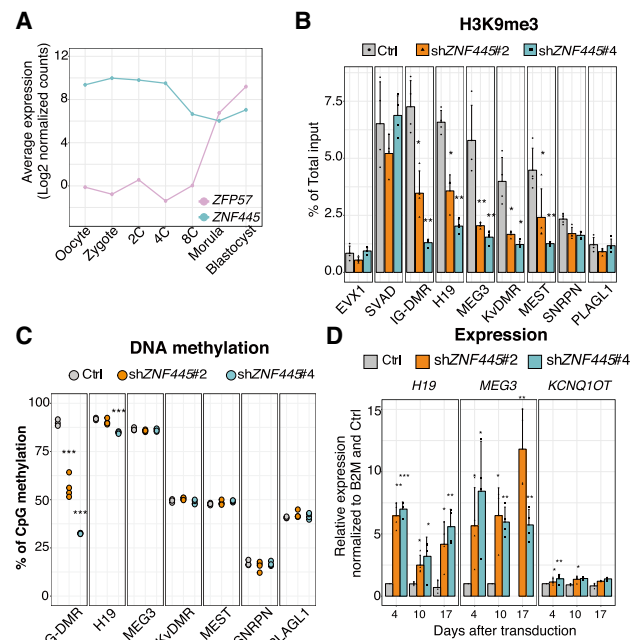 A
Average expression
(Log2 normalized counts)
12
8
4
0
ZFP57
ZNF445
Oocyte
Zygote
2C
4C
8C
Morula
Blastocyst
B
H3K9me3
Ctrl
shZNF445#2
shZNF445#4
% of Total input
7.5
5.0
2.5
0.0
*
**
*
**
**
**
*
*
*
**
EVX1
SVAD
IG-DMR
H19
MEG3
KvDMR
MEST
SNRPN
PLAGL1
C
DNA methylation
Ctrl
shZNF445#2
shZNF445#4
% of CpG methylation
100
75
50
25
0
***
***
***
G-DMR
H19
MEG3
KvDMR
MEST
SNRPN
PLAGL1
D
Expression
Ctrl
shZNF445#2
shZNF445#4
H19
MEG3
KCNQ1OT
Relative expression
normalized to B2M and Ctrl
15
10
5
0
**
***
*
*
*
**
*
*
*
**
**
**
*
**
*
4 10 17 4 10 17 4 10 17
Days after transduction